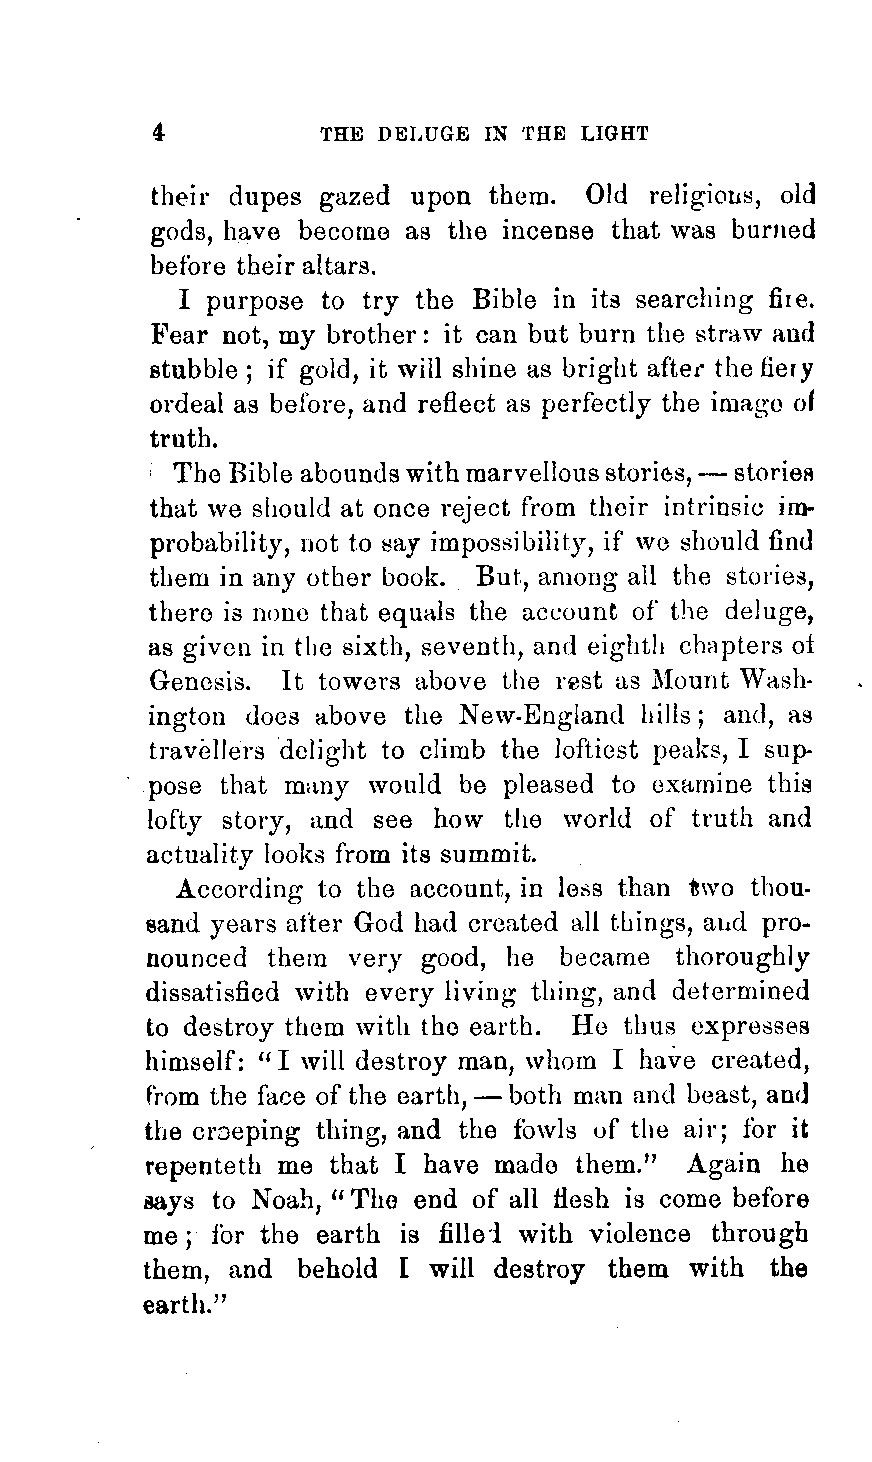 4 THE DELUGE IN THE LIGHT
their dupes gazed upon them. Old religions, old
gods, have become as the incense that was burned
before their altars.
I purpose to try the Bible in its searching fire.
Fear not, my brother: it can but burn the straw and
stubble; if gold, it will shine as bright after the fiery
ordeal as before, and reflect as perfectly the image of
truth.
The Bible abounds with marvellous stories, — stories
that we should at once reject from their intrinsic im-
probability, not to say impossibility, if we should find
them in any other book. But, among all the stories,
there is none that equals the account of the deluge,
as given in the sixth, seventh, and eighth chapters of
Genesis. It towers above the rest as Mount Wash-
ington does above the New-England hills; and, as
travellers delight to climb the loftiest peaks, I sup-
pose that many would be pleased to examine this
lofty story, and see how the world of truth and
actuality looks from its summit.
According to the account, in less than two thou-
sand years after God had created all things, and pro-
nounced them very good, he became thoroughly
dissatisfied with every living thing, and determined
to destroy them with the earth. He thus expresses
himself: "I will destroy man, whom I have created,
from the face of the earth, — both man and beast, and
the creeping thing, and the fowls of the air; for it
repenteth me that I have made them." Again he
says to Noah, "The end of all flesh is come before
me; for the earth is filled with violence through
them, and behold I will destroy them with the
earth."